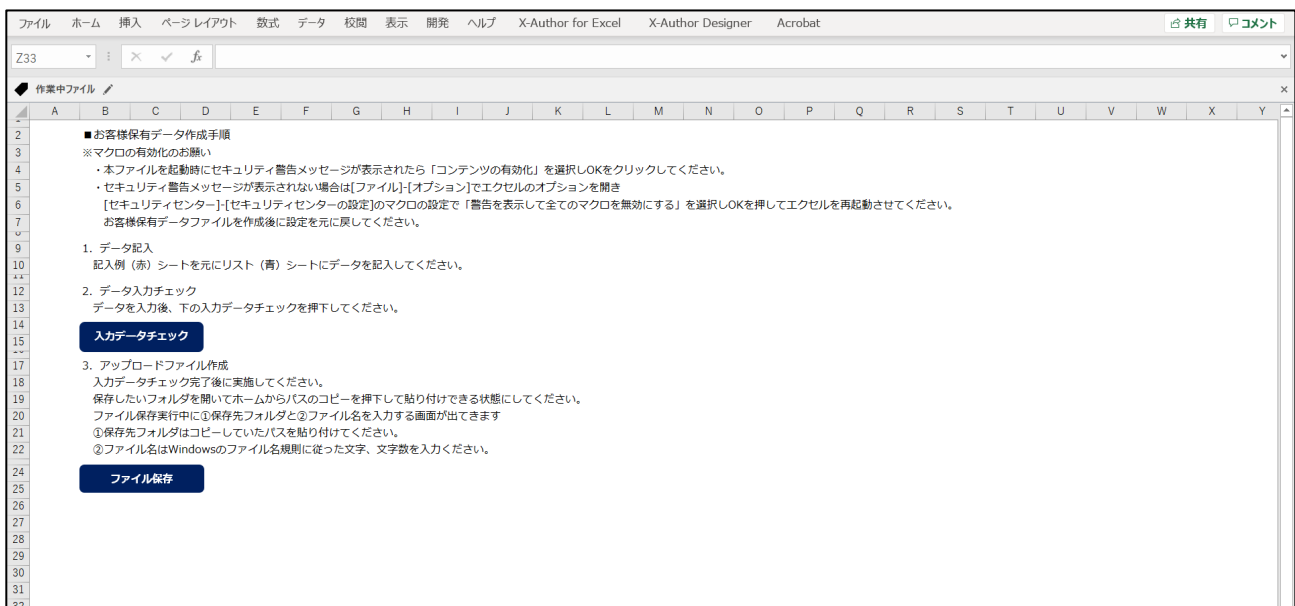 ファイル ホーム 挿入 ページ レイアウト 数式 データ 校閲 表示 開発 ヘルプ X-Author for Excel X-Author Designer Acrobat 共有 コメント
Z33 fx
作業中ファイル
A B C D E F G H I J K L M N O P Q R S T U V W X Y
2 ■お客様保有データ作成手順
3 ※マクロの有効化のお願い
4 ・本ファイルを起動時にセキュリティ警告メッセージが表示されたら「コンテンツの有効化」を選択しOKをクリックしてください。
5 ・セキュリティ警告メッセージが表示されない場合は[ファイル]-[オプション]でエクセルのオプションを開き
6 [セキュリティセンター]-[セキュリティセンターの設定]のマクロの設定で「警告を表示して全てのマクロを無効にする」を選択しOKを押してエクセルを再起動させてください。
7 お客様保有データファイルを作成後に設定を元に戻してください。
9 1．データ記入
10 記入例（赤）シートを元にリスト（青）シートにデータを記入してください。
12 2．データ入力チェック
13 データを入力後、下の入力データチェックを押下してください。
14
入力データチェック
15
17 3．アップロードファイル作成
18 入力データチェック完了後に実施してください。
19 保存したいフォルダを開いてホームからパスのコピーを押下して貼り付けできる状態にしてください。
20 ファイル保存実行中に①保存先フォルダと②ファイル名を入力する画面が出てきます
21 ①保存先フォルダはコピーしていたパスを貼り付けてください。
22 ②ファイル名はWindowsのファイル名規則に従った文字、文字数を入力ください。
24
ファイル保存
25
26
27
28
29
30
31